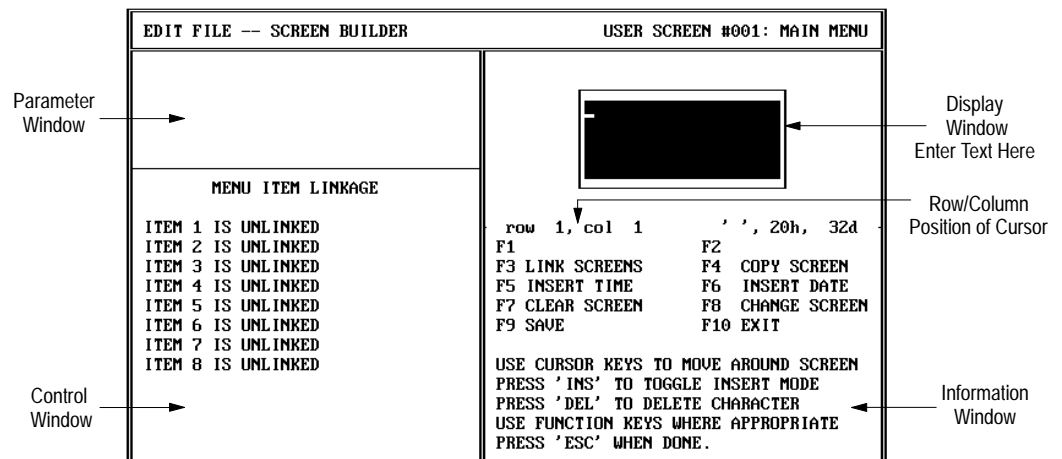 EDIT FILE -- SCREEN BUILDER
USER SCREEN #001: MAIN MENU
Parameter
Window
Display
Window
Enter Text Here
MENU ITEM LINKAGE
ITEM 1 IS UNLINKED
ITEM 2 IS UNLINKED
ITEM 3 IS UNLINKED
ITEM 4 IS UNLINKED
ITEM 5 IS UNLINKED
ITEM 6 IS UNLINKED
ITEM 7 IS UNLINKED
ITEM 8 IS UNLINKED
Control
Window
Row/Column
Position of Cursor
row 1, col 1 ' ', 20h, 32d
F1 F2
F3 LINK SCREENS F4 COPY SCREEN
F5 INSERT TIME F6 INSERT DATE
F7 CLEAR SCREEN F8 CHANGE SCREEN
F9 SAVE F10 EXIT
USE CURSOR KEYS TO MOVE AROUND SCREEN
PRESS 'INS' TO TOGGLE INSERT MODE
PRESS 'DEL' TO DELETE CHARACTER
USE FUNCTION KEYS WHERE APPROPRIATE
PRESS 'ESC' WHEN DONE.
Information
Window